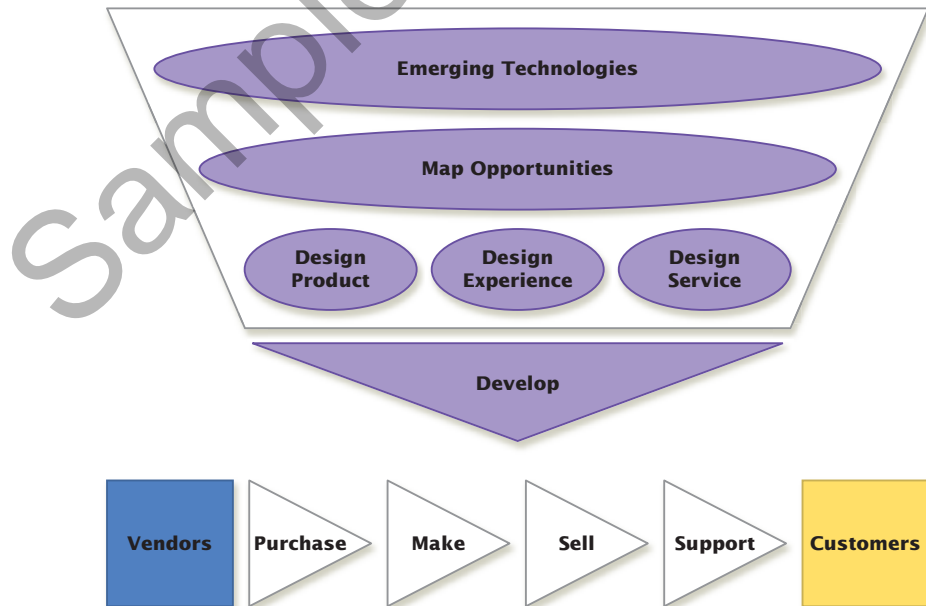 Sample
Emerging Technologies
Map Opportunities
Design
Product
Design
Experience
Design
Service
Develop
Vendors
Purchase
Make
Sell
Support
Customers